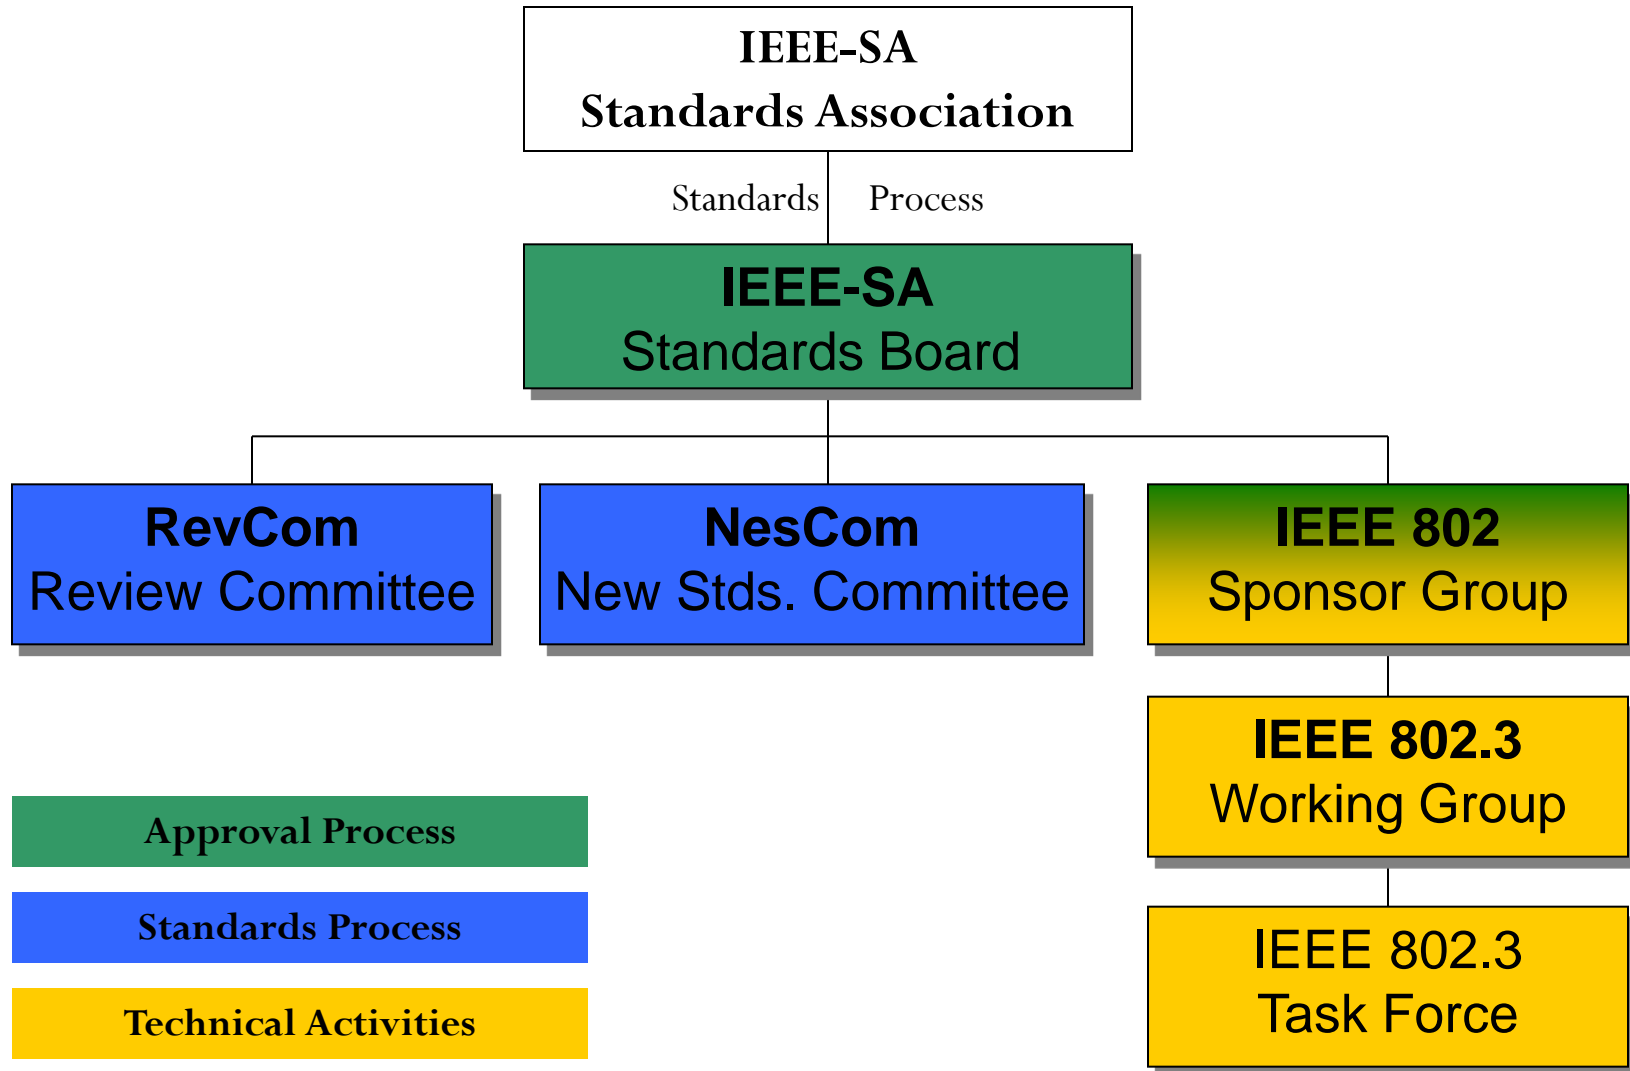 IEEE-SA
Standards Association
Standards Process
IEEE-SA
Standards Board
RevCom
Review Committee
NesCom
New Stds. Committee
IEEE 802
Sponsor Group
IEEE 802.3
Working Group
IEEE 802.3
Task Force
Approval Process
Standards Process
Technical Activities